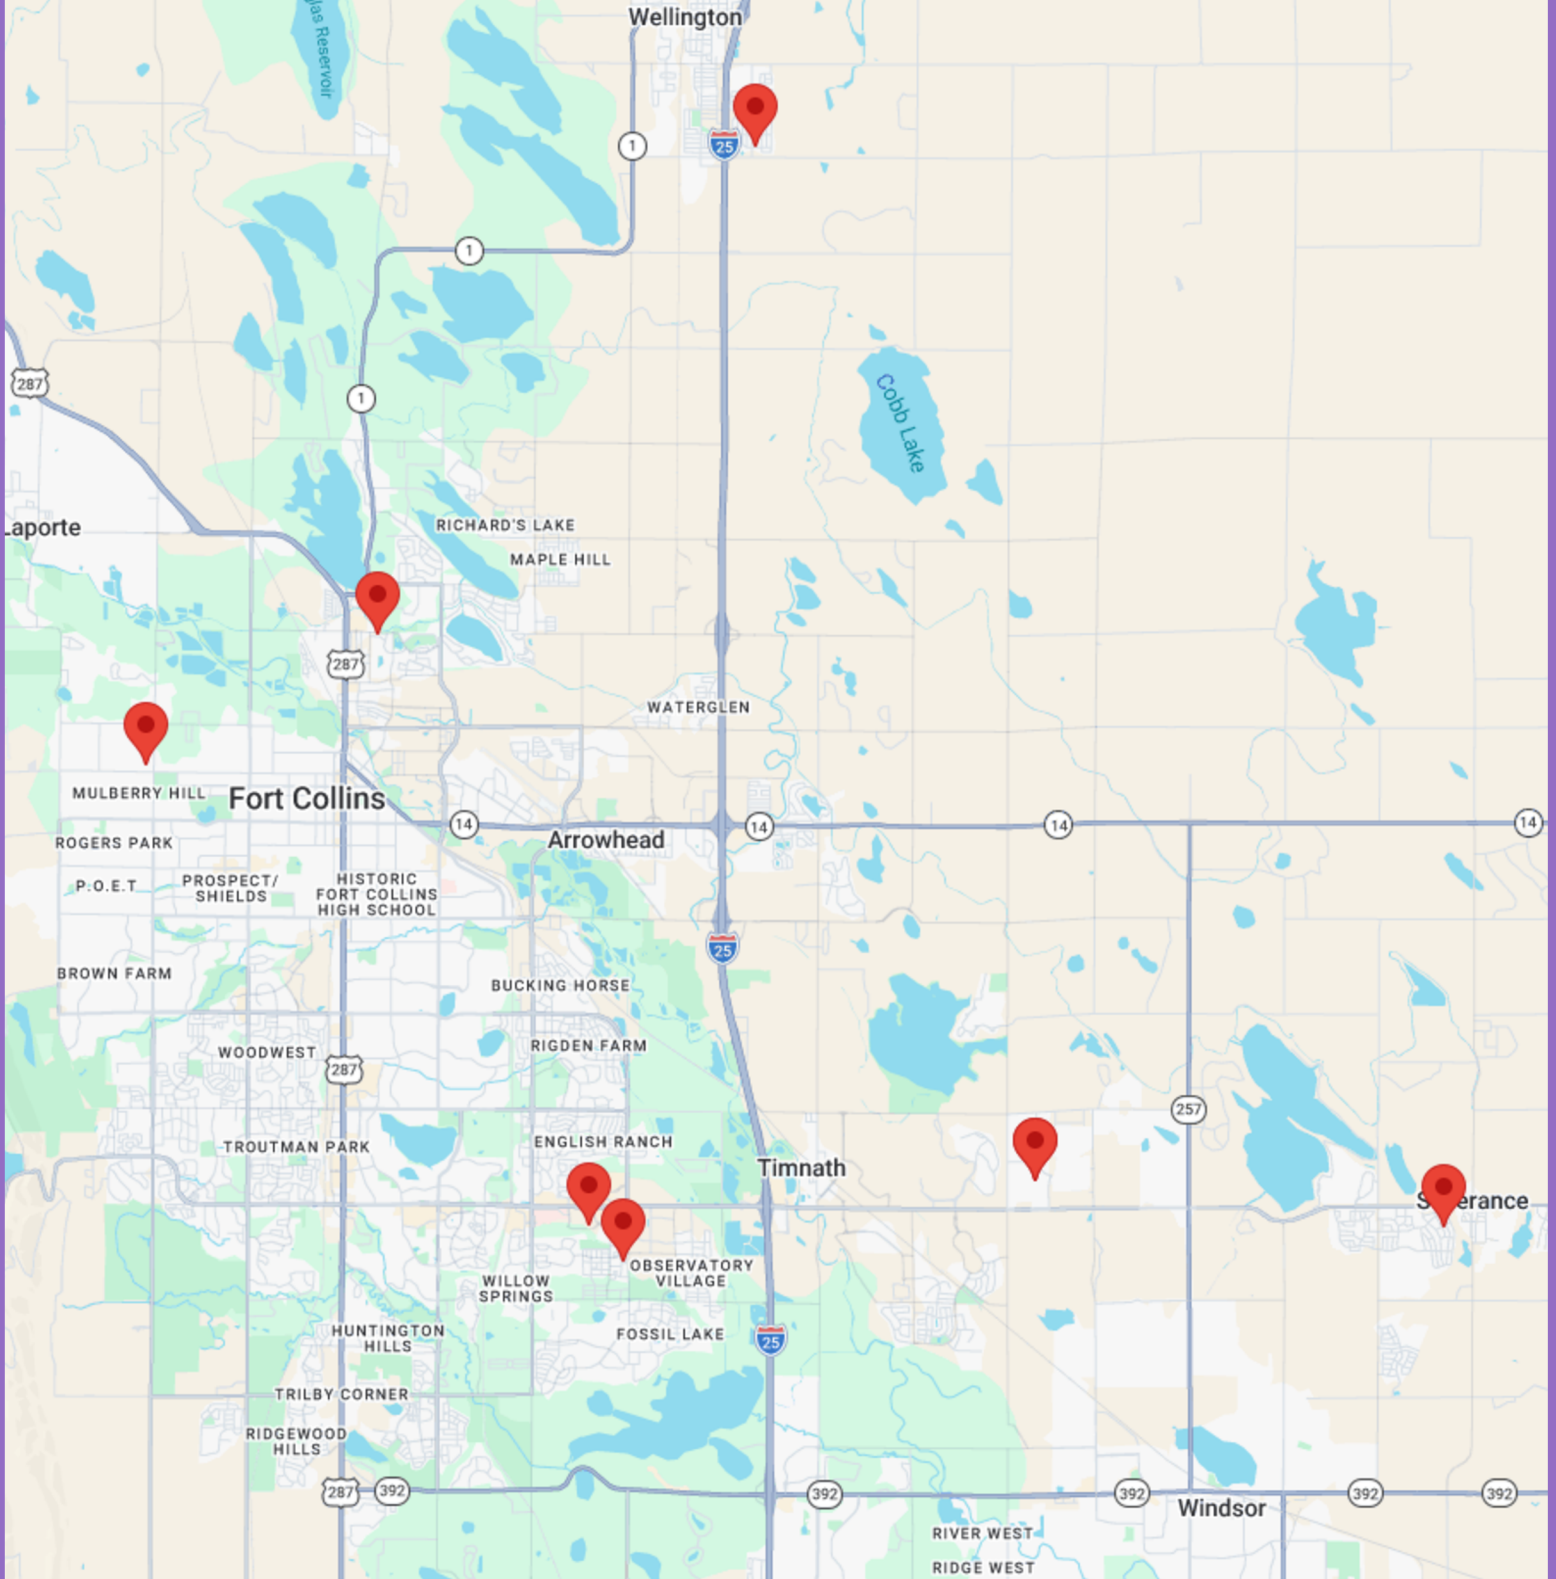 Wellington
Reservoir
1
25
1
287
1
Cobb Lake
Laporte
RICHARD'S LAKE
MAPLE HILL
287
WATERGLEN
MULBERRY HILL
Fort Collins
14
14
14
14
Arrowhead
ROGERS PARK
P.O.E.T
PROSPECT/
SHIELDS
HISTORIC
FORT COLLINS
HIGH SCHOOL
25
BROWN FARM
BUCKING HORSE
RIGDEN FARM
WOODWEST
287
257
ENGLISH RANCH
TROUTMAN PARK
Timnath
OBSERVATORY
VILLAGE
WILLOW
SPRINGS
HUNTINGTON
HILLS
FOSSIL LAKE
25
TRILBY CORNER
RIDGEWOOD
HILLS
287
392
392
392
392
392
Windsor
RIVER WEST
RIDGE WEST